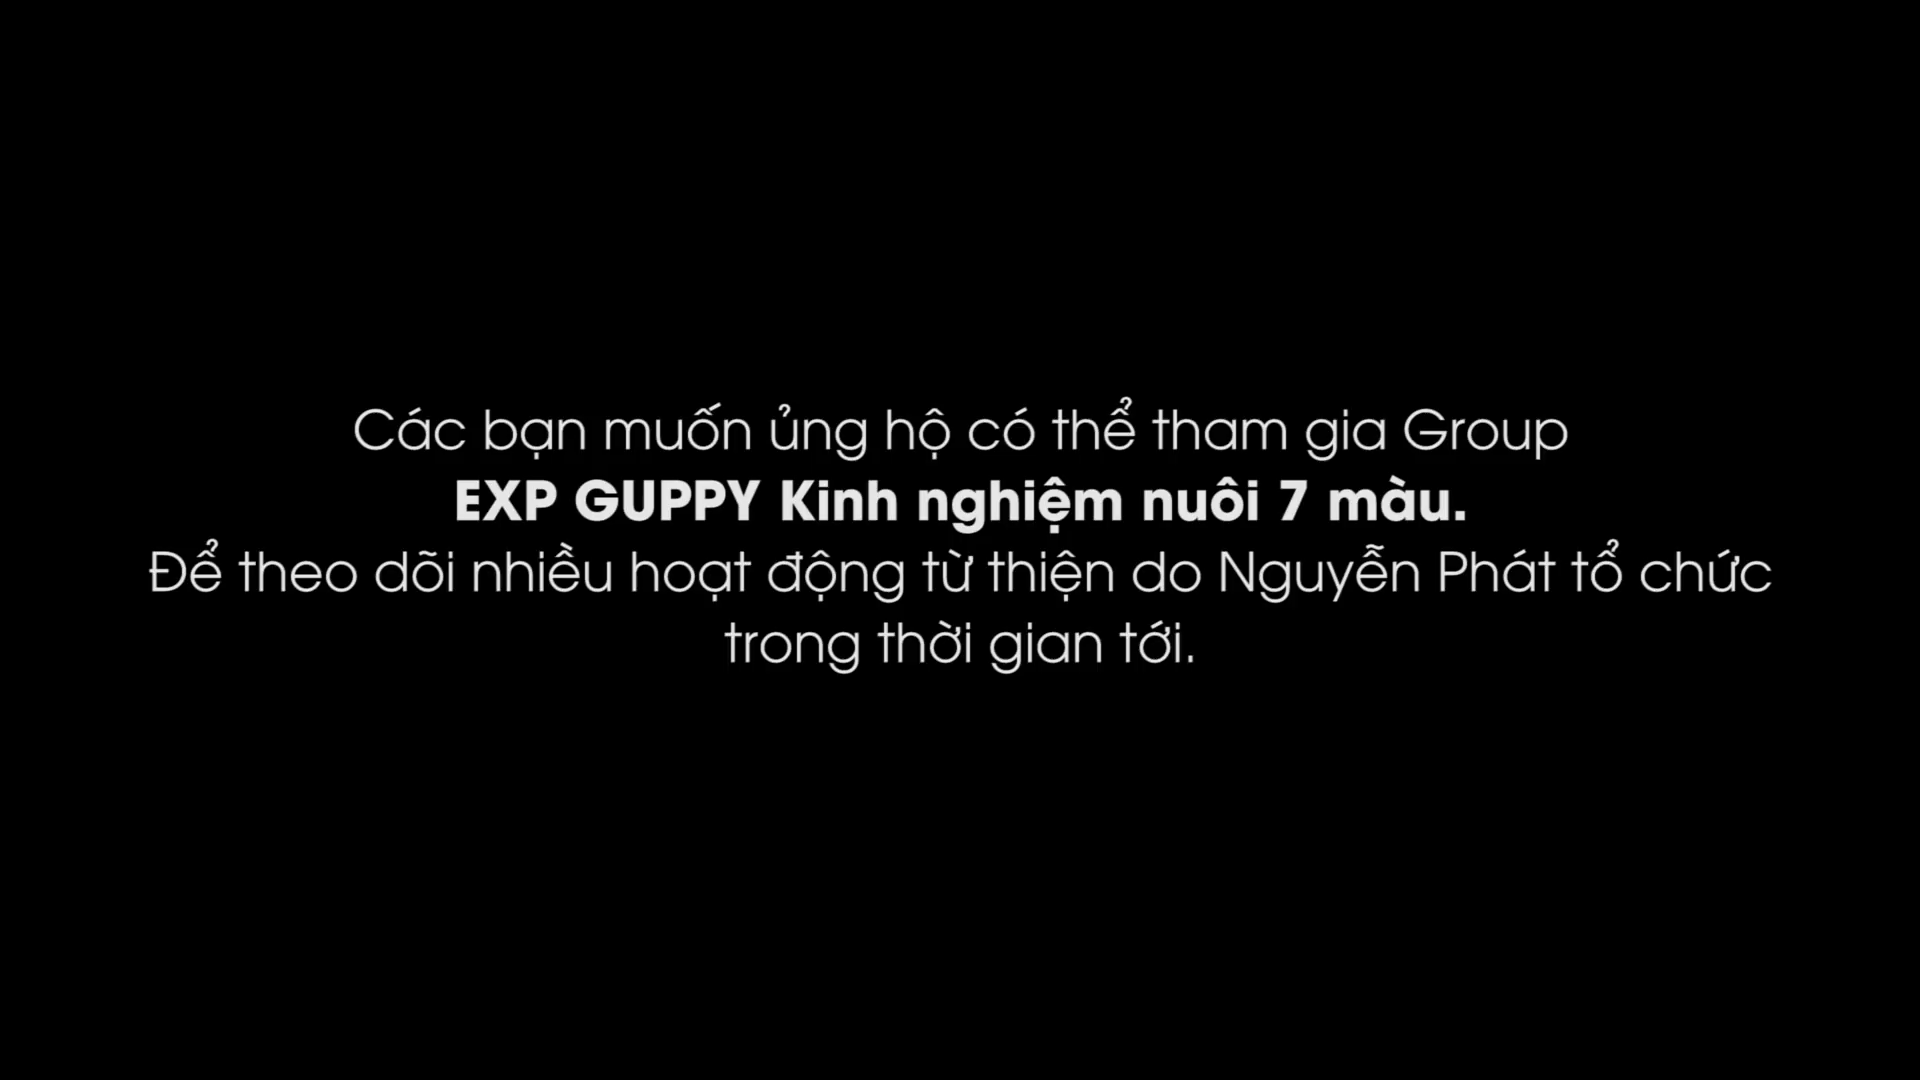 Các bạn muốn ủng hộ có thể tham gia Group
EXP GUPPY Kinh nghiệm nuôi 7 màu.
Để theo dõi nhiều hoạt động từ thiện do Nguyễn Phát tổ chức
trong thời gian tới.